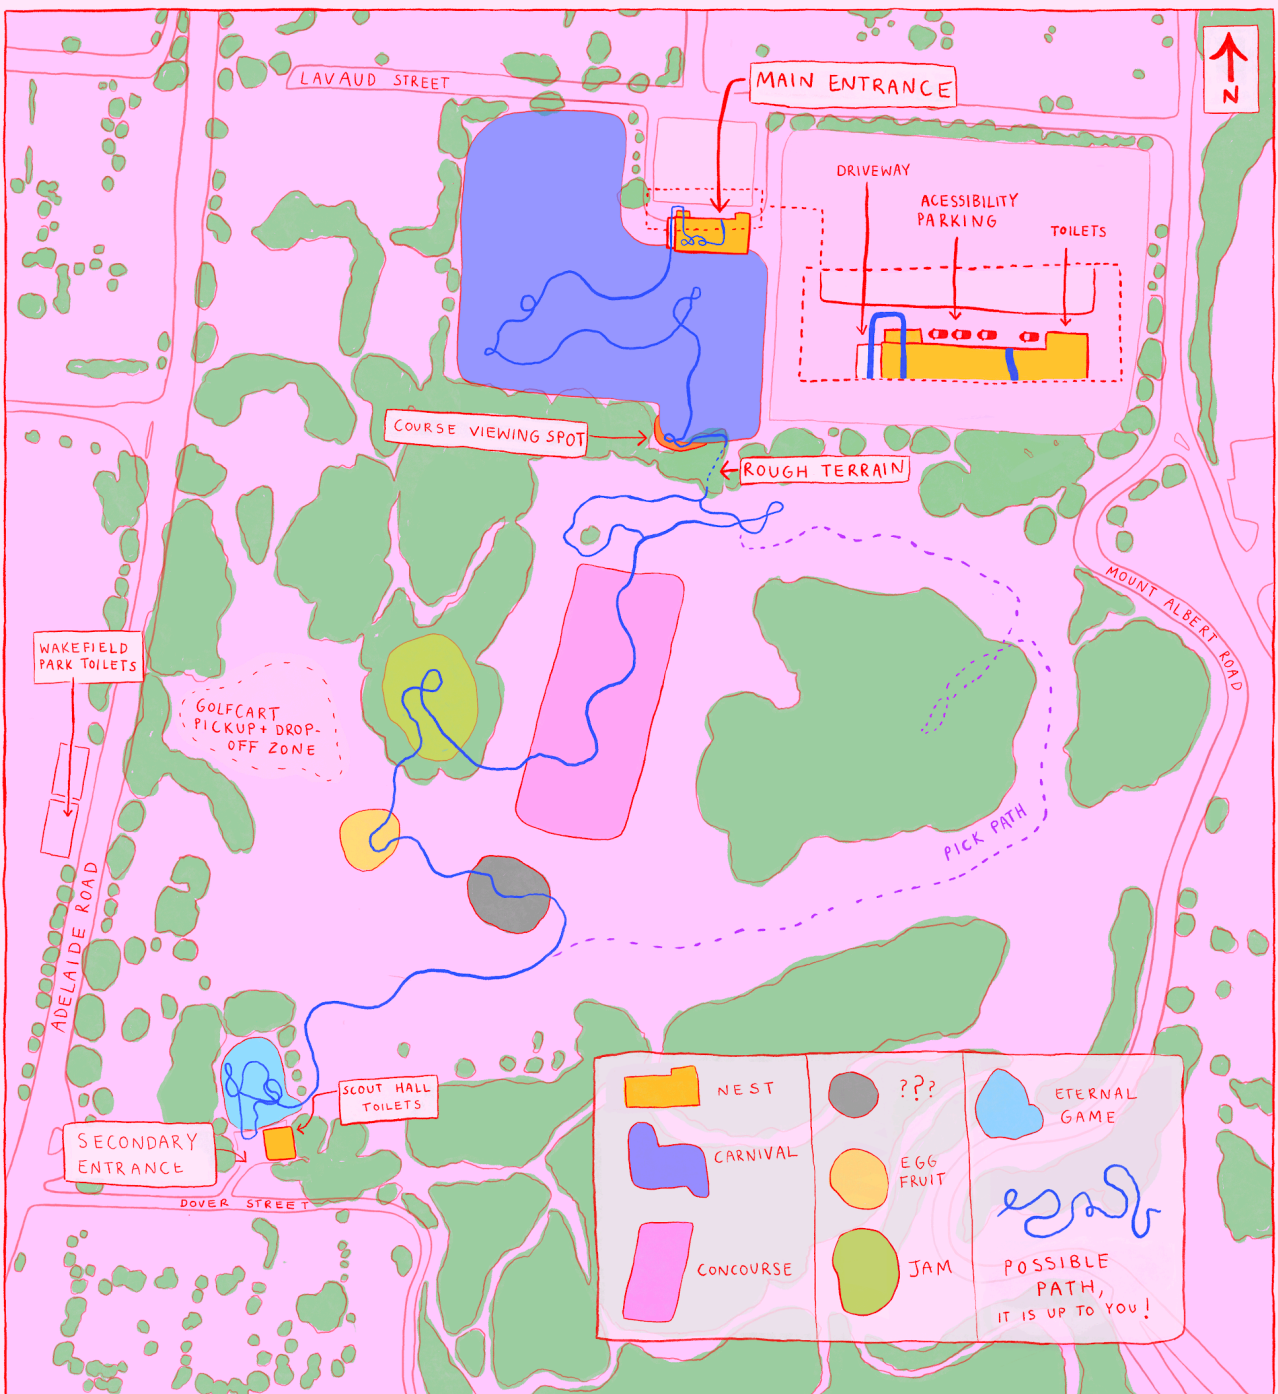 LAVAUD STREET
MAIN ENTRANCE
N
DRIVEWAY
ACESSIBILITY
PARKING
TOILETS
COURSE VIEWING SPOT
ROUGH TERRAIN
MOUNT ALBERT ROAD
WAKEFIELD
PARK TOILETS
GOLFCART
PICKUP + DROP-
OFF ZONE
PICK PATH
ADELAIDE ROAD
SCOUT HALL
TOILETS
SECONDARY
ENTRANCE
DOVER STREET
NEST
CARNIVAL
CONCOURSE
???
EGG
FRUIT
JAM
ETERNAL
GAME
POSSIBLE
PATH,
IT IS UP TO YOU!